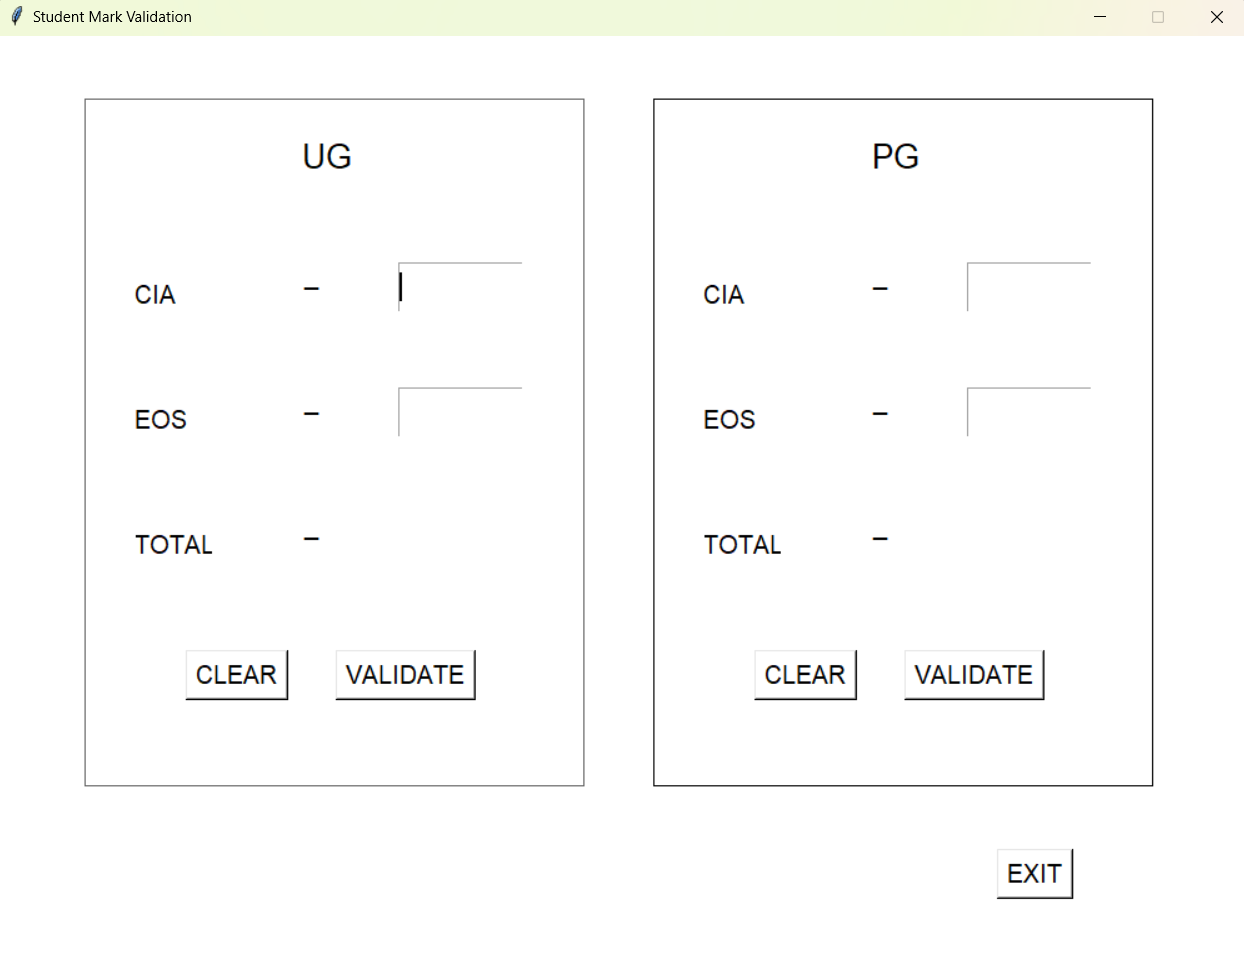 Student Mark Validation
UG
CIA –
EOS –
TOTAL –
CLEAR VALIDATE
PG
CIA –
EOS –
TOTAL –
CLEAR VALIDATE
EXIT